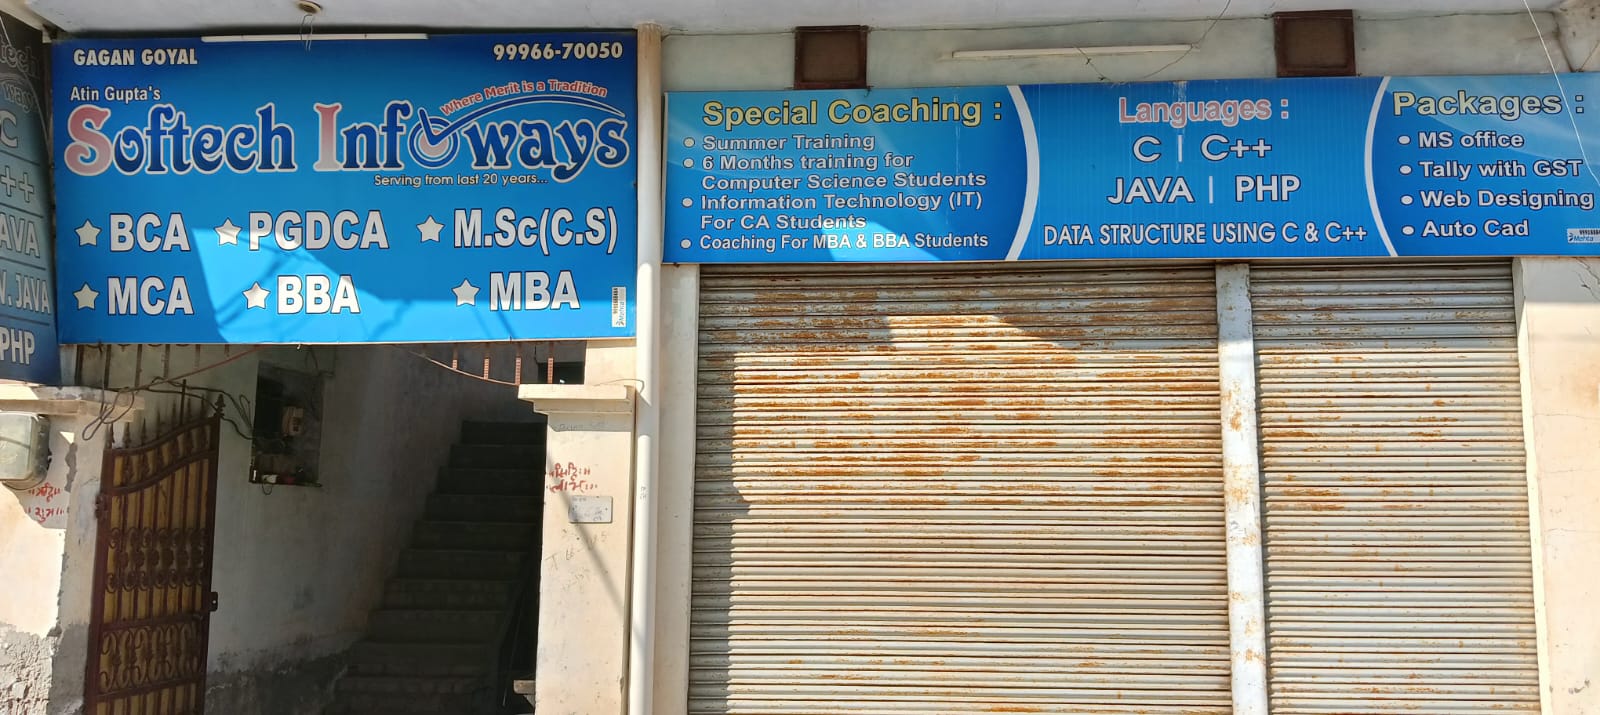 GAGAN GOYAL
99966-70050
Atin Gupta's
Where Merit is a Tradition
Softech Infoways
Serving from last 20 years...
BCA PGDCA M.Sc(C.S)
MCA BBA MBA
Special Coaching :
Summer Training
6 Months training for
Computer Science Students
Information Technology (IT)
For CA Students
Coaching For MBA & BBA Students
Languages :
C | C++
JAVA | PHP
DATA STRUCTURE USING C & C++
Packages :
MS office
Tally with GST
Web Designing
Auto Cad
Mehta
C
++
AVA
N. JAVA
PHP